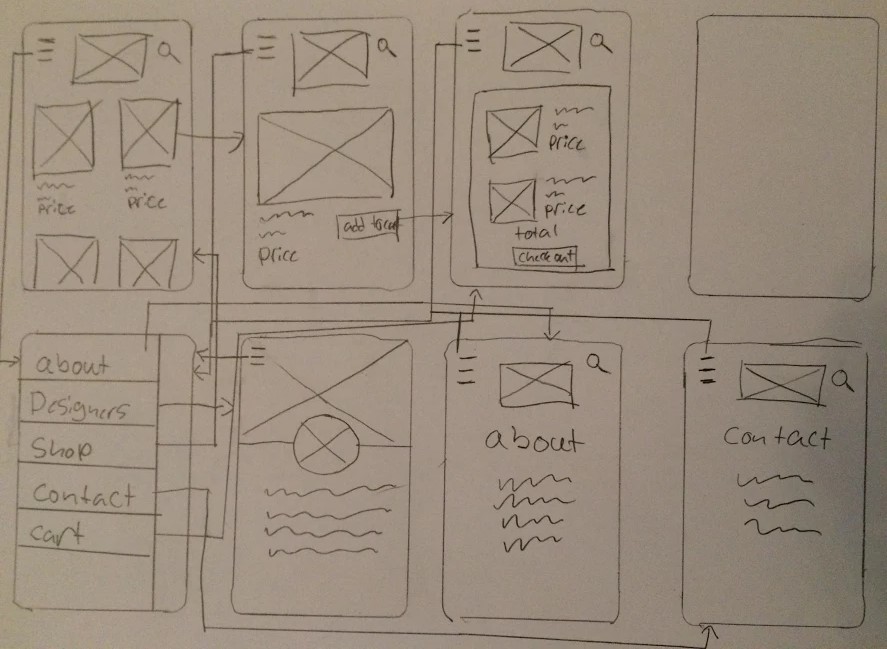 price
price
price
add to cart
price
price
total
check out
about
Designers
Shop
Contact
Cart
about
Contact